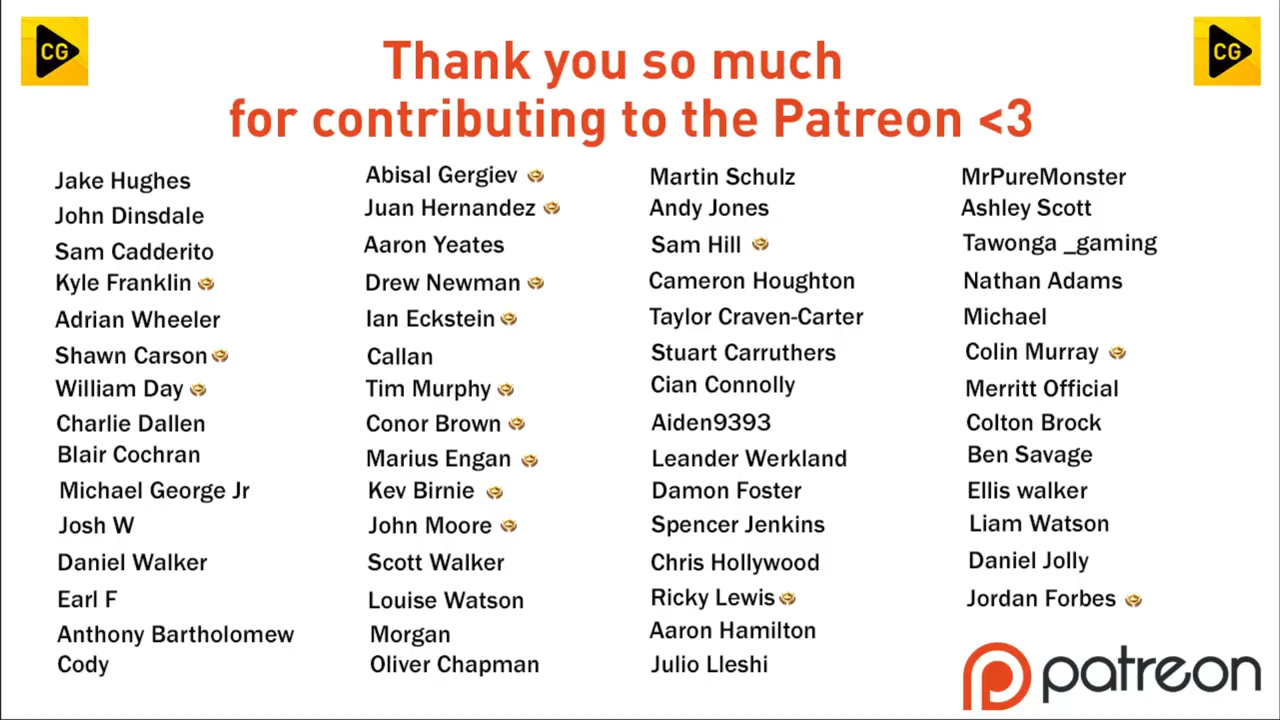 CG
CG
Thank you so much
for contributing to the Patreon <3
Jake Hughes
John Dinsdale
Sam Cadderito
Kyle Franklin
Adrian Wheeler
Shawn Carson
William Day
Charlie Dallen
Blair Cochran
Michael George Jr
Josh W
Daniel Walker
Earl F
Anthony Bartholomew
Cody
Abisal Gergiev
Juan Hernandez
Aaron Yeates
Drew Newman
Ian Eckstein
Callan
Tim Murphy
Conor Brown
Marius Engan
Kev Birnie
John Moore
Scott Walker
Louise Watson
Morgan
Oliver Chapman
Martin Schulz
Andy Jones
Sam Hill
Cameron Houghton
Taylor Craven-Carter
Stuart Carruthers
Cian Connolly
Aiden9393
Leander Werkland
Damon Foster
Spencer Jenkins
Chris Hollywood
Ricky Lewis
Aaron Hamilton
Julio Lleshi
MrPureMonster
Ashley Scott
Tawonga _gaming
Nathan Adams
Michael
Colin Murray
Merritt Official
Colton Brock
Ben Savage
Ellis walker
Liam Watson
Daniel Jolly
Jordan Forbes
patreon